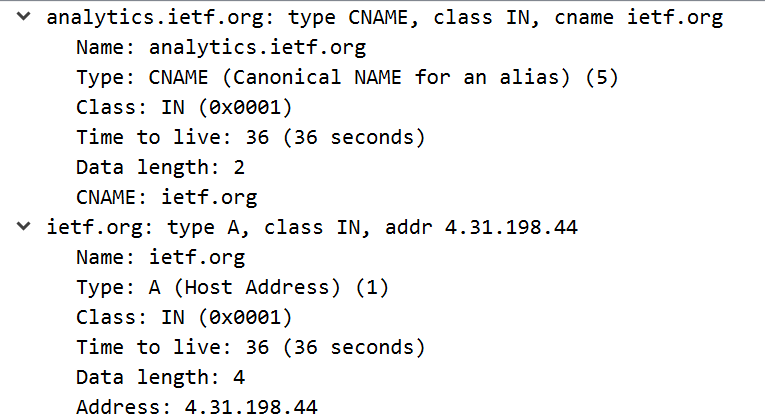 analytics.ietf.org: type CNAME, class IN, cname ietf.org
Name: analytics.ietf.org
Type: CNAME (Canonical NAME for an alias) (5)
Class: IN (0x0001)
Time to live: 36 (36 seconds)
Data length: 2
CNAME: ietf.org
ietf.org: type A, class IN, addr 4.31.198.44
Name: ietf.org
Type: A (Host Address) (1)
Class: IN (0x0001)
Time to live: 36 (36 seconds)
Data length: 4
Address: 4.31.198.44